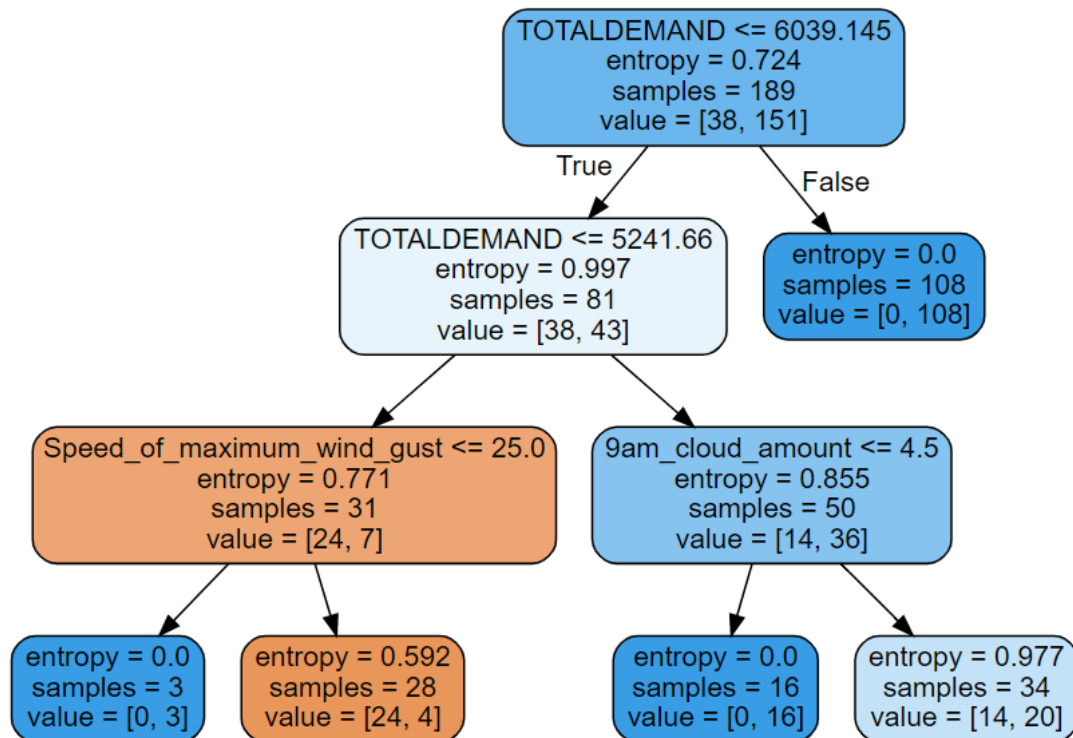 TOTALDEMAND <= 6039.145
entropy = 0.724
samples = 189
value = [38, 151]
True
False
TOTALDEMAND <= 5241.66
entropy = 0.997
samples = 81
value = [38, 43]
entropy = 0.0
samples = 108
value = [0, 108]
Speed_of_maximum_wind_gust <= 25.0
entropy = 0.771
samples = 31
value = [24, 7]
9am_cloud_amount <= 4.5
entropy = 0.855
samples = 50
value = [14, 36]
entropy = 0.0
samples = 3
value = [0, 3]
entropy = 0.592
samples = 28
value = [24, 4]
entropy = 0.0
samples = 16
value = [0, 16]
entropy = 0.977
samples = 34
value = [14, 20]